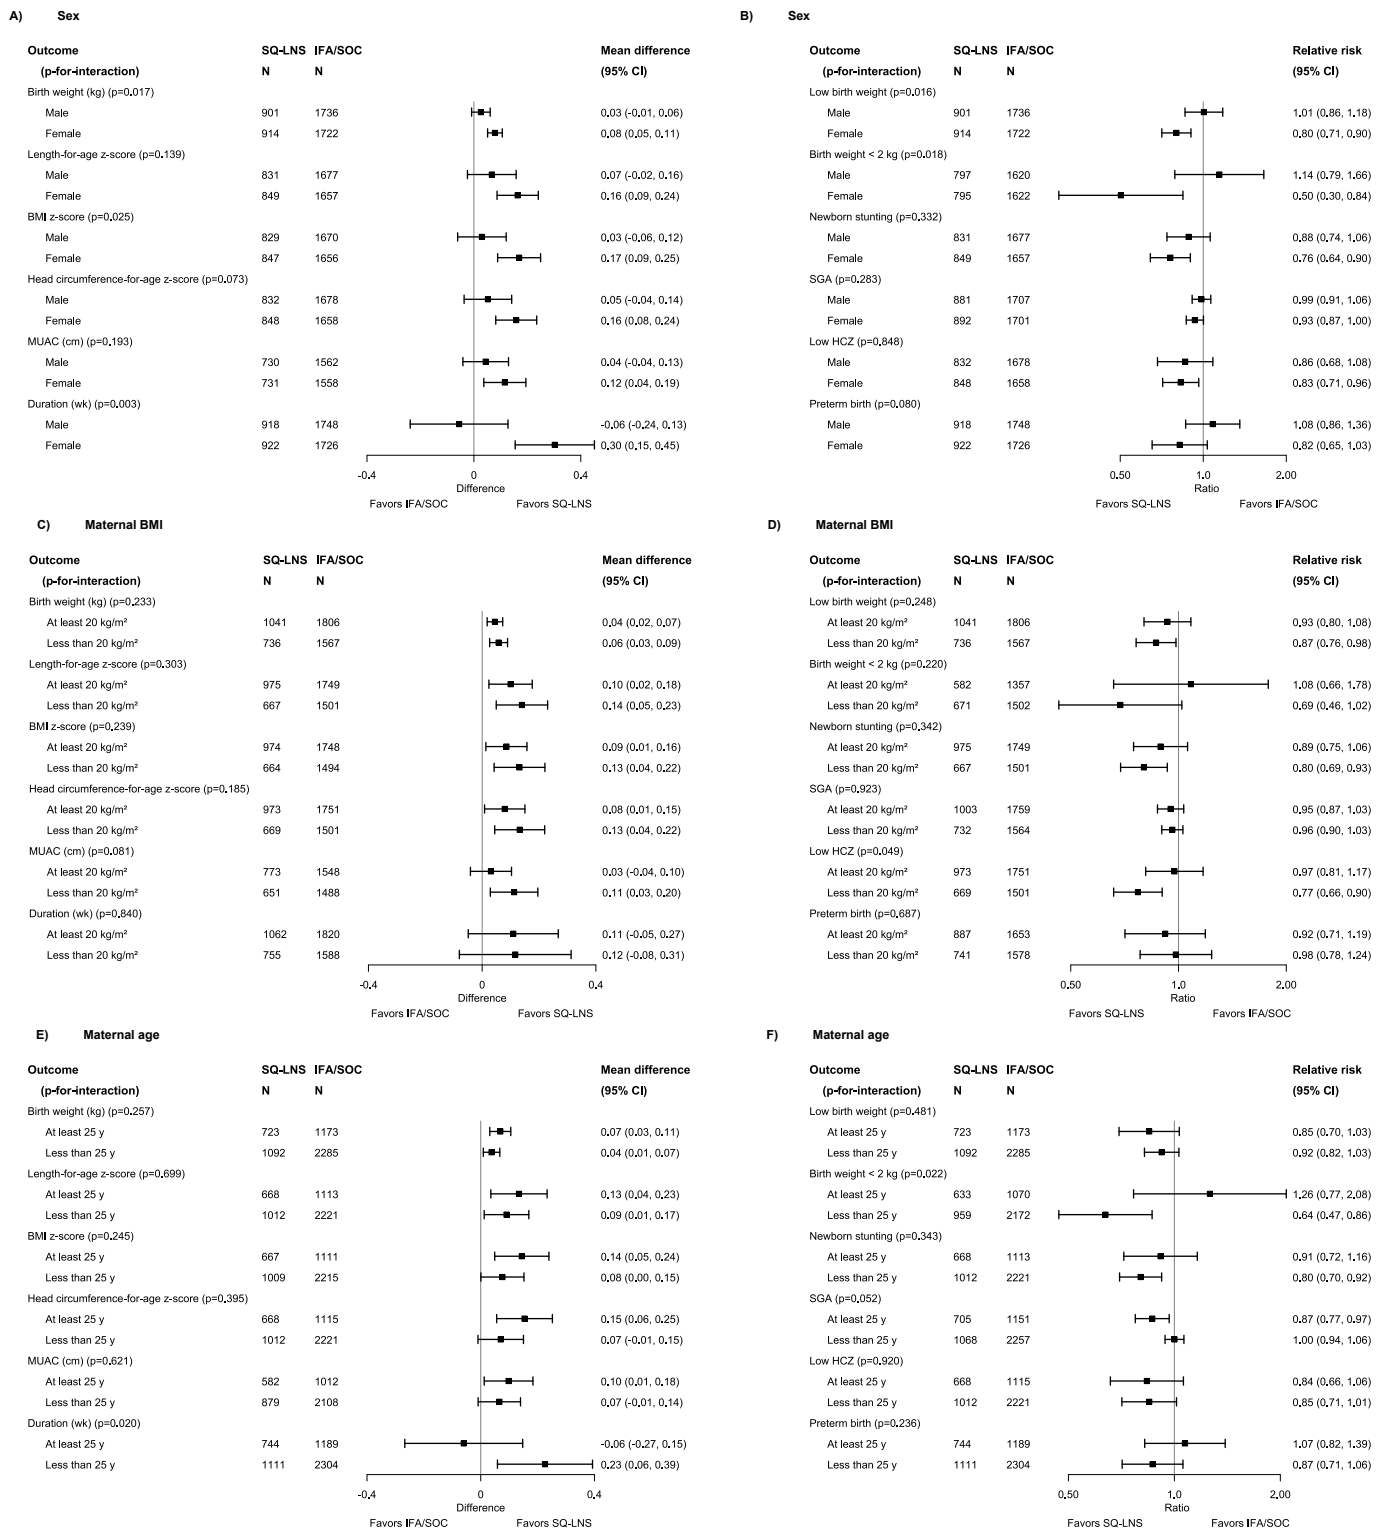 A) Sex
Outcome SQ-LNS IFA/SOC Mean difference
(p-for-interaction) N N (95% CI)
Birth weight (kg) (p=0.017)
Male 901 1736 0.03 (-0.01, 0.06)
Female 914 1722 0.08 (0.05, 0.11)
Length-for-age z-score (p=0.139)
Male 831 1677 0.07 (-0.02, 0.16)
Female 849 1657 0.16 (0.09, 0.24)
BMI z-score (p=0.025)
Male 829 1670 0.03 (-0.06, 0.12)
Female 847 1656 0.17 (0.09, 0.25)
Head circumference-for-age z-score (p=0.073)
Male 832 1678 0.05 (-0.04, 0.14)
Female 848 1658 0.16 (0.08, 0.24)
MUAC (cm) (p=0.193)
Male 730 1562 0.04 (-0.04, 0.13)
Female 731 1558 0.12 (0.04, 0.19)
Duration (wk) (p=0.003)
Male 918 1748 -0.06 (-0.24, 0.13)
Female 922 1726 0.30 (0.15, 0.45)
-0.4 0 0.4
Difference
Favors IFA/SOC Favors SQ-LNS
B) Sex
Outcome SQ-LNS IFA/SOC Relative risk
(p-for-interaction) N N (95% CI)
Low birth weight (p=0.016)
Male 901 1736 1.01 (0.86, 1.18)
Female 914 1722 0.80 (0.71, 0.90)
Birth weight < 2 kg (p=0.018)
Male 797 1620 1.14 (0.79, 1.66)
Female 795 1622 0.50 (0.30, 0.84)
Newborn stunting (p=0.332)
Male 831 1677 0.88 (0.74, 1.06)
Female 849 1657 0.76 (0.64, 0.90)
SGA (p=0.283)
Male 881 1707 0.99 (0.91, 1.06)
Female 892 1701 0.93 (0.87, 1.00)
Low HCZ (p=0.848)
Male 832 1678 0.86 (0.68, 1.08)
Female 848 1658 0.83 (0.71, 0.96)
Preterm birth (p=0.080)
Male 918 1748 1.08 (0.86, 1.36)
Female 922 1726 0.82 (0.65, 1.03)
0.50 1.0 2.00
Ratio
Favors SQ-LNS Favors IFA/SOC
C) Maternal BMI
Outcome SQ-LNS IFA/SOC Mean difference
(p-for-interaction) N N (95% CI)
Birth weight (kg) (p=0.233)
At least 20 kg/m² 1041 1806 0.04 (0.02, 0.07)
Less than 20 kg/m² 736 1567 0.06 (0.03, 0.09)
Length-for-age z-score (p=0.303)
At least 20 kg/m² 975 1749 0.10 (0.02, 0.18)
Less than 20 kg/m² 667 1501 0.14 (0.05, 0.23)
BMI z-score (p=0.239)
At least 20 kg/m² 974 1748 0.09 (0.01, 0.16)
Less than 20 kg/m² 664 1494 0.13 (0.04, 0.22)
Head circumference-for-age z-score (p=0.185)
At least 20 kg/m² 973 1751 0.08 (0.01, 0.15)
Less than 20 kg/m² 669 1501 0.13 (0.04, 0.22)
MUAC (cm) (p=0.081)
At least 20 kg/m² 773 1548 0.03 (-0.04, 0.10)
Less than 20 kg/m² 651 1488 0.11 (0.03, 0.20)
Duration (wk) (p=0.840)
At least 20 kg/m² 1062 1820 0.11 (-0.05, 0.27)
Less than 20 kg/m² 755 1588 0.12 (-0.08, 0.31)
-0.4 0 0.4
Difference
Favors IFA/SOC Favors SQ-LNS
D) Maternal BMI
Outcome SQ-LNS IFA/SOC Relative risk
(p-for-interaction) N N (95% CI)
Low birth weight (p=0.248)
At least 20 kg/m² 1041 1806 0.93 (0.80, 1.08)
Less than 20 kg/m² 736 1567 0.87 (0.76, 0.98)
Birth weight < 2 kg (p=0.220)
At least 20 kg/m² 582 1357 1.08 (0.66, 1.78)
Less than 20 kg/m² 671 1502 0.69 (0.46, 1.02)
Newborn stunting (p=0.342)
At least 20 kg/m² 975 1749 0.89 (0.75, 1.06)
Less than 20 kg/m² 667 1501 0.80 (0.69, 0.93)
SGA (p=0.923)
At least 20 kg/m² 1003 1759 0.95 (0.87, 1.03)
Less than 20 kg/m² 732 1564 0.96 (0.90, 1.03)
Low HCZ (p=0.049)
At least 20 kg/m² 973 1751 0.97 (0.81, 1.17)
Less than 20 kg/m² 669 1501 0.77 (0.66, 0.90)
Preterm birth (p=0.687)
At least 20 kg/m² 887 1653 0.92 (0.71, 1.19)
Less than 20 kg/m² 741 1578 0.98 (0.78, 1.24)
0.50 1.0 2.00
Ratio
Favors SQ-LNS Favors IFA/SOC
E) Maternal age
Outcome SQ-LNS IFA/SOC Mean difference
(p-for-interaction) N N (95% CI)
Birth weight (kg) (p=0.257)
At least 25 y 723 1173 0.07 (0.03, 0.11)
Less than 25 y 1092 2285 0.04 (0.01, 0.07)
Length-for-age z-score (p=0.699)
At least 25 y 668 1113 0.13 (0.04, 0.23)
Less than 25 y 1012 2221 0.09 (0.01, 0.17)
BMI z-score (p=0.245)
At least 25 y 667 1111 0.14 (0.05, 0.24)
Less than 25 y 1009 2215 0.08 (0.00, 0.15)
Head circumference-for-age z-score (p=0.395)
At least 25 y 668 1115 0.15 (0.06, 0.25)
Less than 25 y 1012 2221 0.07 (-0.01, 0.15)
MUAC (cm) (p=0.621)
At least 25 y 582 1012 0.10 (0.01, 0.18)
Less than 25 y 879 2108 0.07 (-0.01, 0.14)
Duration (wk) (p=0.020)
At least 25 y 744 1189 -0.06 (-0.27, 0.15)
Less than 25 y 1111 2304 0.23 (0.06, 0.39)
-0.4 0 0.4
Difference
Favors IFA/SOC Favors SQ-LNS
F) Maternal age
Outcome SQ-LNS IFA/SOC Relative risk
(p-for-interaction) N N (95% CI)
Low birth weight (p=0.481)
At least 25 y 723 1173 0.85 (0.70, 1.03)
Less than 25 y 1092 2285 0.92 (0.82, 1.03)
Birth weight < 2 kg (p=0.022)
At least 25 y 633 1070 1.26 (0.77, 2.08)
Less than 25 y 959 2172 0.64 (0.47, 0.86)
Newborn stunting (p=0.343)
At least 25 y 668 1113 0.91 (0.72, 1.16)
Less than 25 y 1012 2221 0.80 (0.70, 0.92)
SGA (p=0.052)
At least 25 y 705 1151 0.87 (0.77, 0.97)
Less than 25 y 1068 2257 1.00 (0.94, 1.06)
Low HCZ (p=0.920)
At least 25 y 668 1115 0.84 (0.66, 1.06)
Less than 25 y 1012 2221 0.85 (0.71, 1.01)
Preterm birth (p=0.236)
At least 25 y 744 1189 1.07 (0.82, 1.39)
Less than 25 y 1111 2304 0.87 (0.71, 1.06)
0.50 1.0 2.00
Ratio
Favors SQ-LNS Favors IFA/SOC